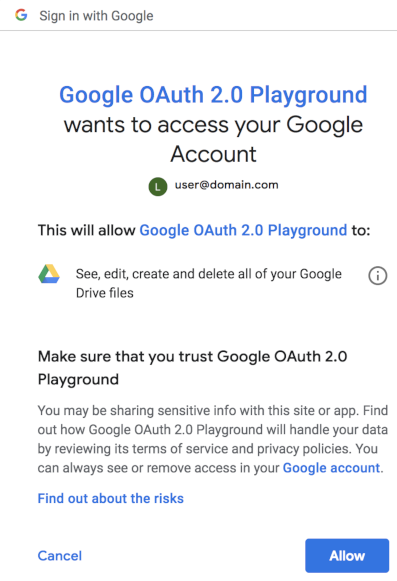 Sign in with Google
Google OAuth 2.0 Playground
wants to access your Google
Account
L user@domain.com
This will allow Google OAuth 2.0 Playground to:
See, edit, create and delete all of your Google
Drive files
Make sure that you trust Google OAuth 2.0
Playground
You may be sharing sensitive info with this site or app. Find
out how Google OAuth 2.0 Playground will handle your data
by reviewing its terms of service and privacy policies. You
can always see or remove access in your Google account.
Find out about the risks
Cancel
Allow